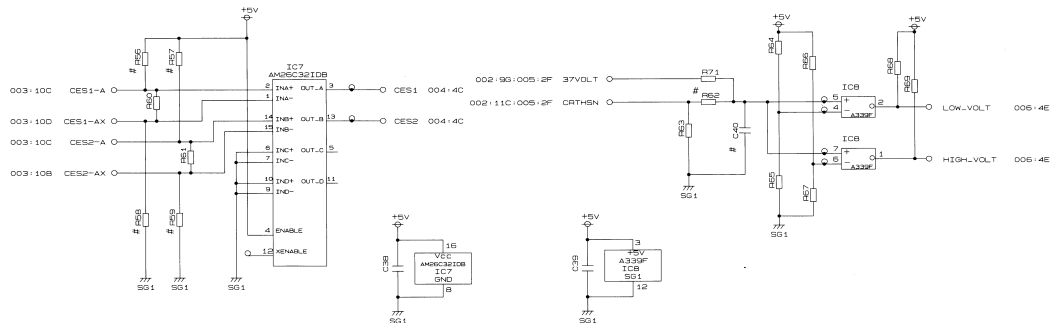 +5V
R56
#
R57
IC7
AM26C32IDB
003:10C CES1-A
R60
003:10D CES1-AX
003:10C CES2-A
R61
003:10B CES2-AX
R58
#
R59
#
2 INA+ OUT_A 3
1 INA-
14 INB+ OUT_B 13
15 INB-
6 INC+ OUT_C 5
7 INC-
10 IND+ OUT_D 11
9 IND-
4 ENABLE
12 XENABLE
CES1 004:4C
CES2 004:4C
SG1
SG1
SG1
+5V
C38
16
Vcc
AM26C32IDB
IC7
GND
8
SG1
+5V
C39
3
+5V
A339F
IC8
SG1
12
SG1
002:9G:005:2F 37VOLT
R71
002:11C:005:2F CATHSN
#
R62
R63
C40
#
SG1
+5V
R64
R66
R65
R67
SG1
+5V
R68
R69
IC8
5 +
4 -
2
A339F
LOW_VOLT 006:4E
IC8
7 +
6 -
1
A339F
HIGH_VOLT 006:4E